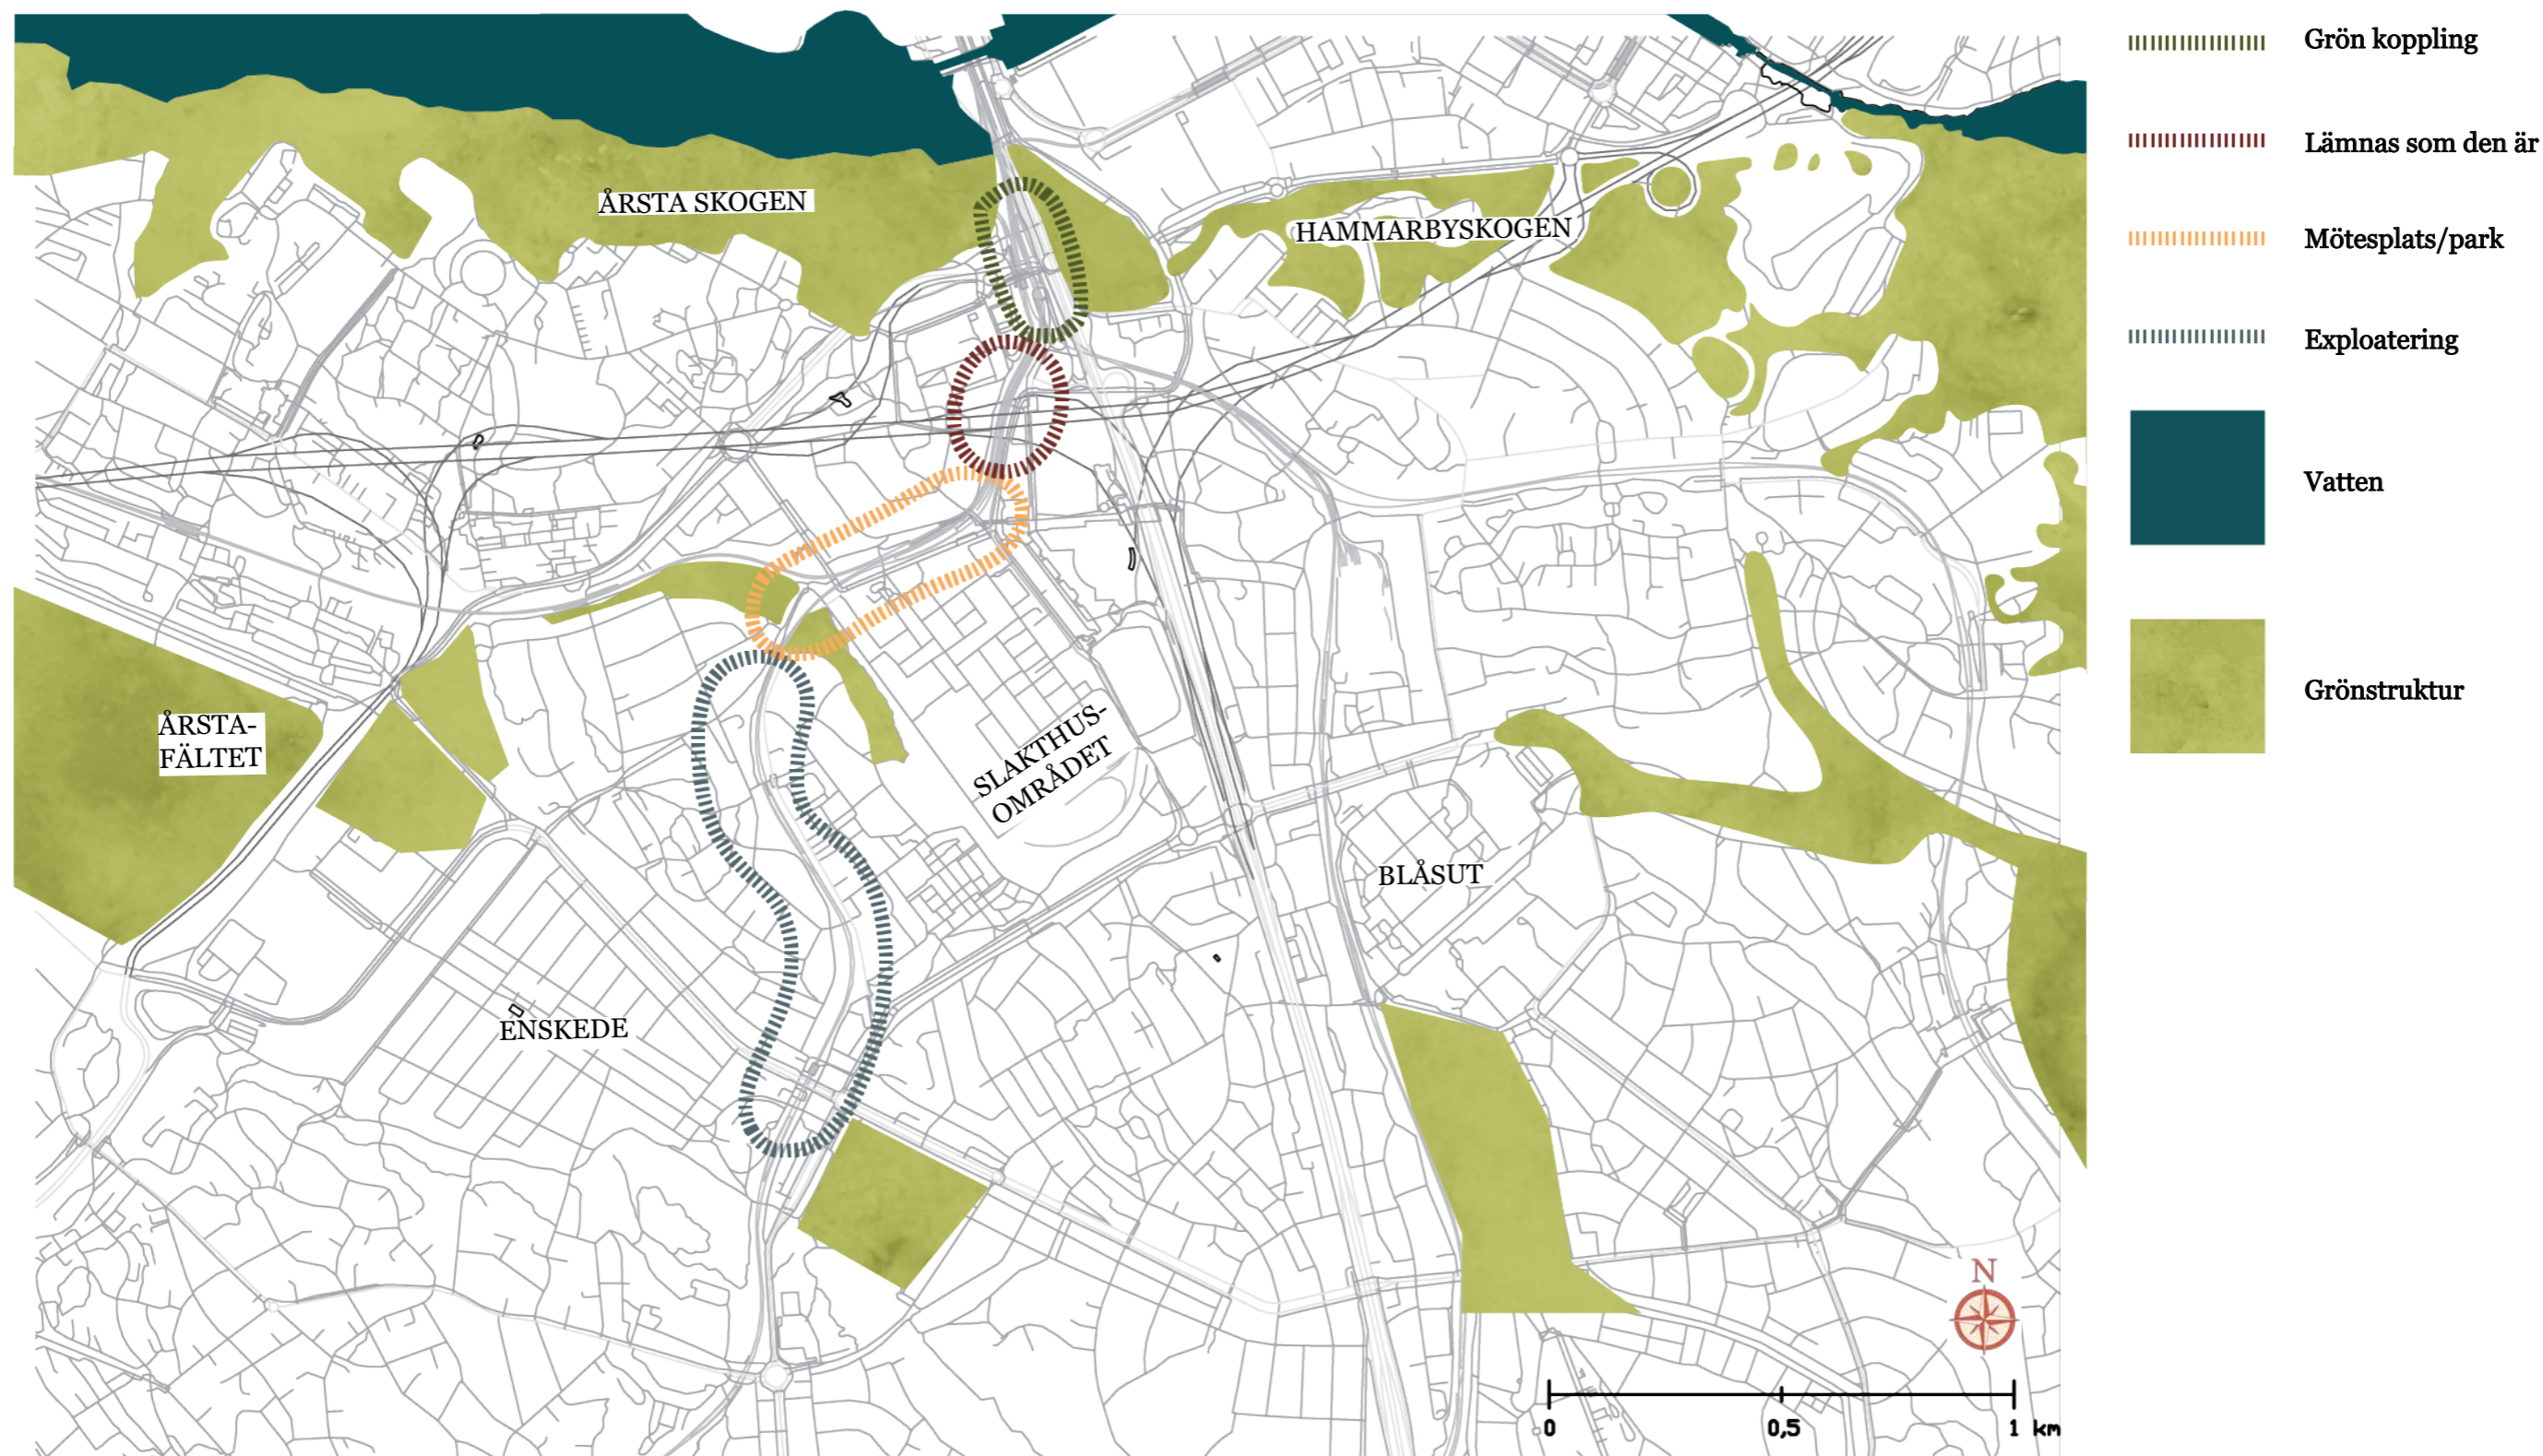 Grön koppling
Lämnas som den är
Mötesplats/park
Exploatering
Vatten
Grönstruktur
ÅRSTA SKOGEN
HAMMARBYSKOGEN
ÅRSTA-
FÄLTET
SLAKTHUS-
OMRÅDET
BLÅSUT
ENSKEDE
N
0
0,5
1 km